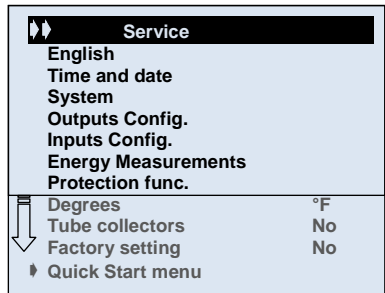 Service
English
Time and date
System
Outputs Config.
Inputs Config.
Energy Measurements
Protection func.
Degrees °F
Tube collectors No
Factory setting No
Quick Start menu